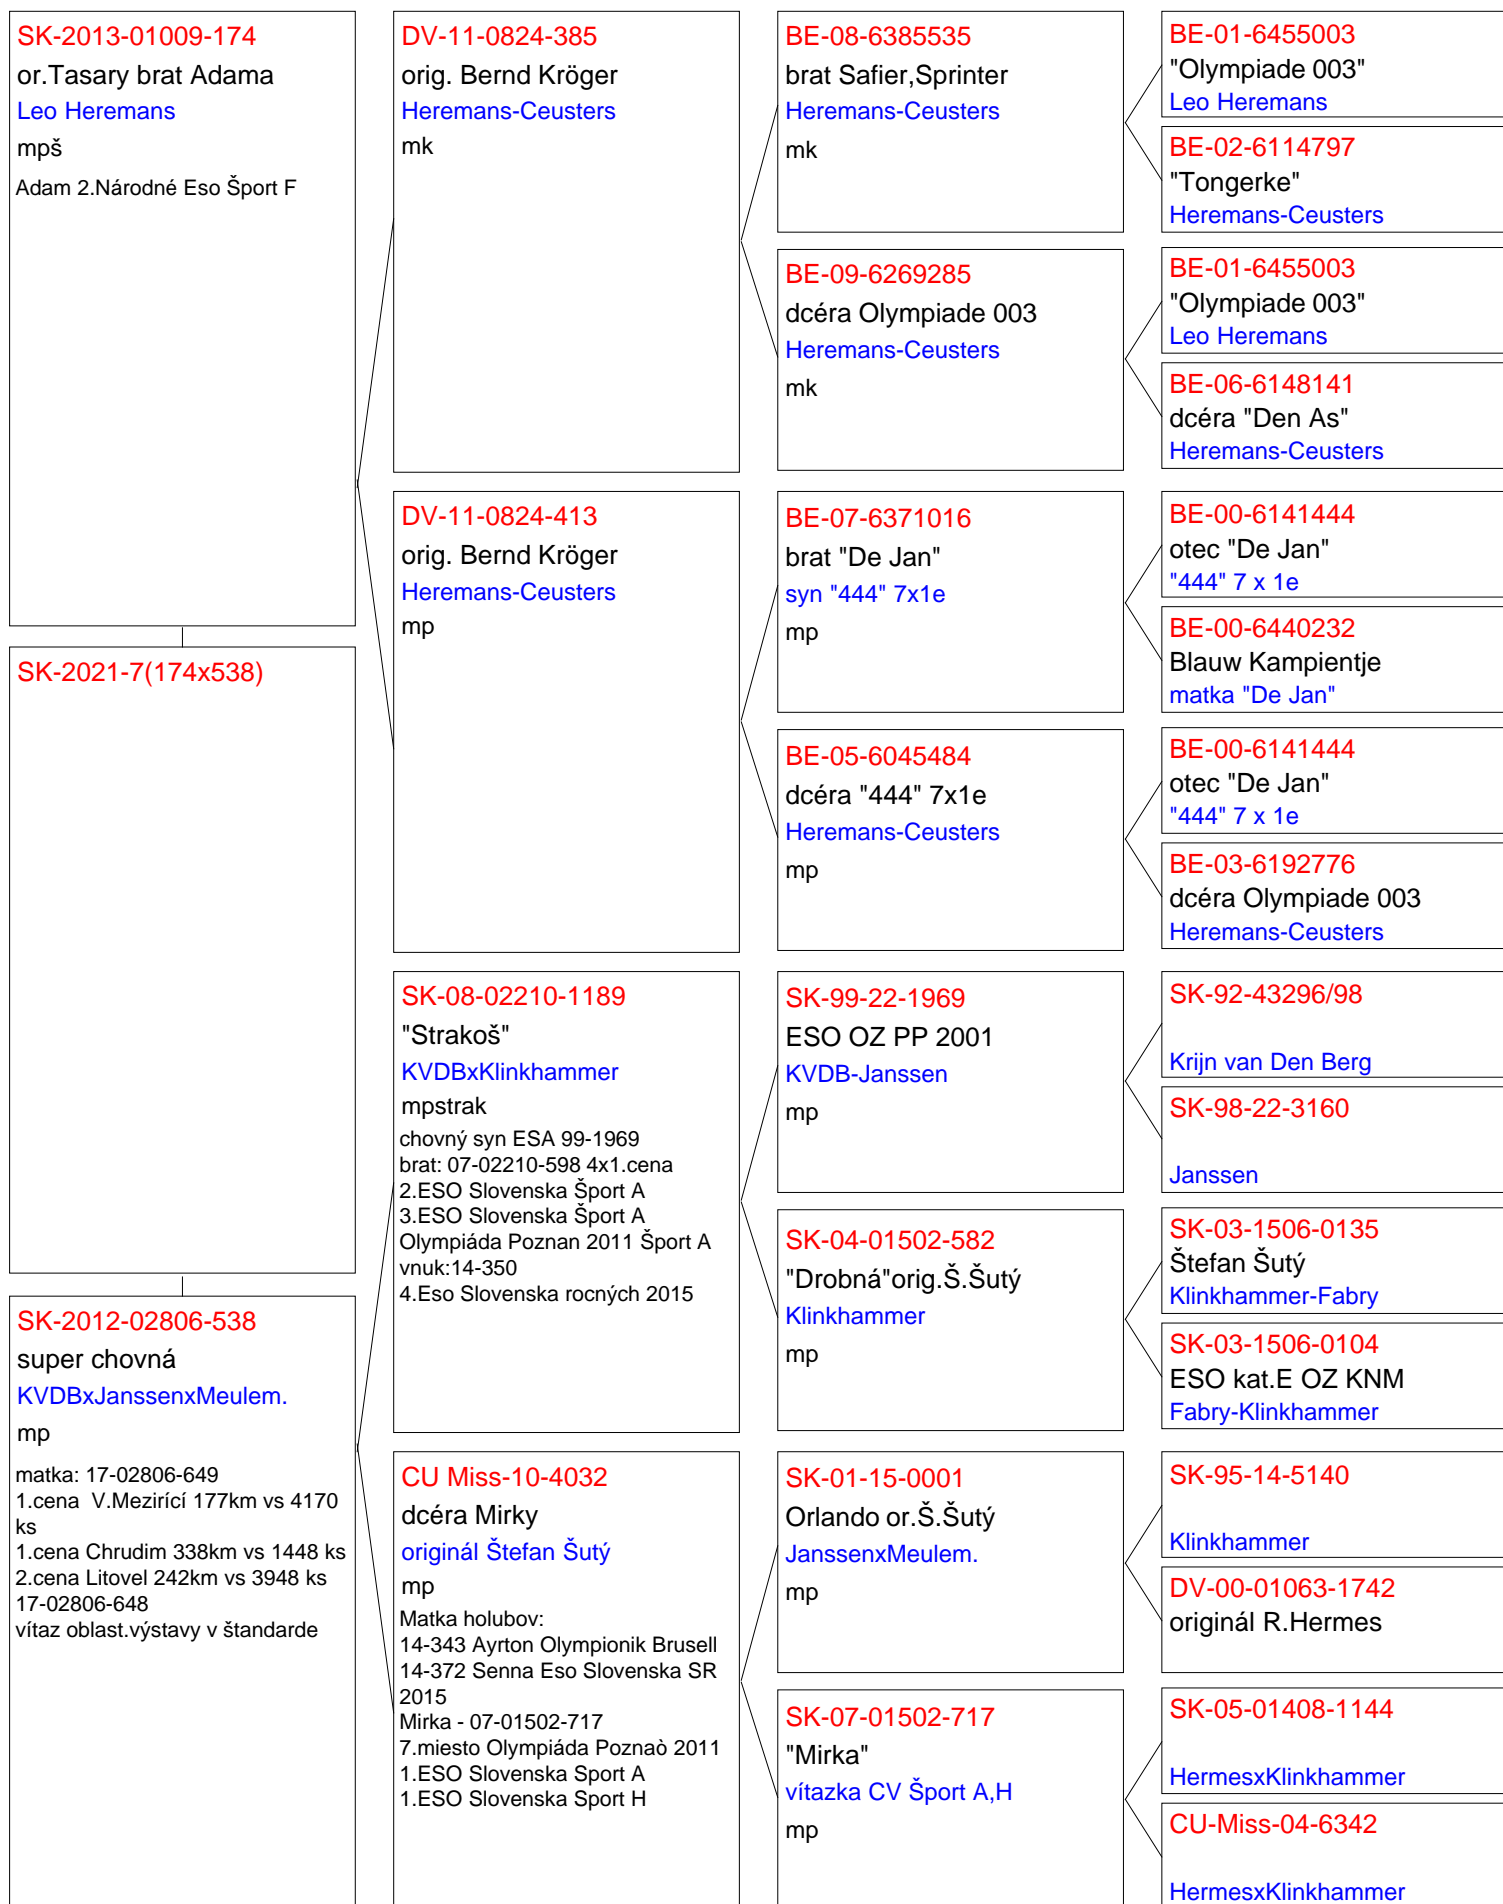 SK-2013-01009-174
or.Tasary brat Adama
Leo Heremans
mpš
Adam 2.Národné Eso Šport F
SK-2021-7(174x538)
SK-2012-02806-538
super chovná
KVDBxJanssenxMeulem.
mp
matka: 17-02806-649
1.cena  V.Mezirící 177km vs 4170
ks
1.cena Chrudim 338km vs 1448 ks
2.cena Litovel 242km vs 3948 ks
17-02806-648
vítaz oblast.výstavy v štandarde
DV-11-0824-385
orig. Bernd Kröger
Heremans-Ceusters
mk
DV-11-0824-413
orig. Bernd Kröger
Heremans-Ceusters
mp
SK-08-02210-1189
"Strakoš"
KVDBxKlinkhammer
mpstrak
chovný syn ESA 99-1969
brat: 07-02210-598 4x1.cena
2.ESO Slovenska Šport A
3.ESO Slovenska Šport A
Olympiáda Poznan 2011 Šport A
vnuk:14-350
4.Eso Slovenska rocných 2015
CU Miss-10-4032
dcéra Mirky
originál Štefan Šutý
mp
Matka holubov:
14-343 Ayrton Olympionik Brusell
14-372 Senna Eso Slovenska SR
2015
Mirka - 07-01502-717
7.miesto Olympiáda Poznaò 2011
1.ESO Slovenska Sport A
1.ESO Slovenska Sport H
BE-08-6385535
brat Safier,Sprinter
Heremans-Ceusters
mk
BE-09-6269285
dcéra Olympiade 003
Heremans-Ceusters
mk
BE-07-6371016
brat "De Jan"
syn "444" 7x1e
mp
BE-05-6045484
dcéra "444" 7x1e
Heremans-Ceusters
mp
SK-99-22-1969
ESO OZ PP 2001
KVDB-Janssen
mp
SK-04-01502-582
"Drobná"orig.Š.Šutý
Klinkhammer
mp
SK-01-15-0001
Orlando or.Š.Šutý
JanssenxMeulem.
mp
SK-07-01502-717
"Mirka"
vítazka CV Šport A,H
mp
BE-01-6455003
"Olympiade 003"
Leo Heremans
BE-02-6114797
"Tongerke"
Heremans-Ceusters
BE-01-6455003
"Olympiade 003"
Leo Heremans
BE-06-6148141
dcéra "Den As"
Heremans-Ceusters
BE-00-6141444
otec "De Jan"
"444" 7 x 1e
BE-00-6440232
Blauw Kampientje
matka "De Jan"
BE-00-6141444
otec "De Jan"
"444" 7 x 1e
BE-03-6192776
dcéra Olympiade 003
Heremans-Ceusters
SK-92-43296/98
Krijn van Den Berg
SK-98-22-3160
Janssen
SK-03-1506-0135
Štefan Šutý
Klinkhammer-Fabry
SK-03-1506-0104
ESO kat.E OZ KNM
Fabry-Klinkhammer
SK-95-14-5140
Klinkhammer
DV-00-01063-1742
originál R.Hermes
SK-05-01408-1144
HermesxKlinkhammer
CU-Miss-04-6342
HermesxKlinkhammer